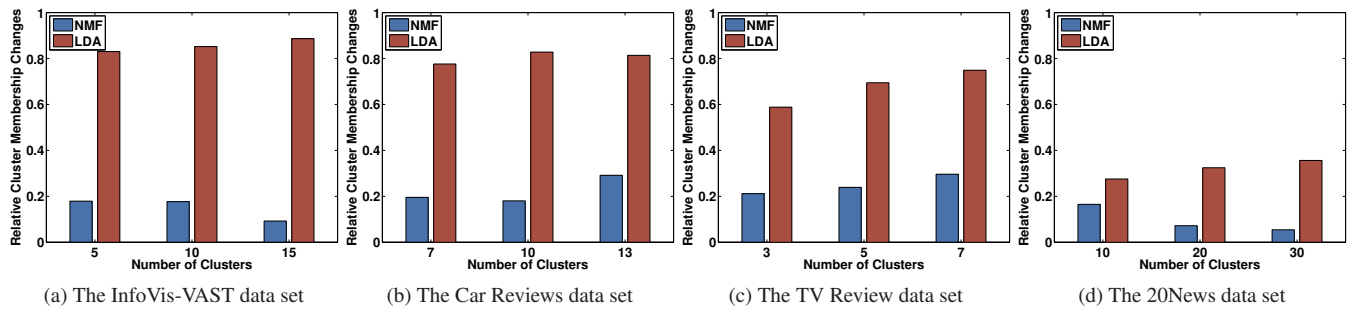 Relative Cluster Membership Changes
1
0.8
0.6
0.4
0.2
0
NMF
LDA
5 10 15
Number of Clusters
(a) The InfoVis-VAST data set
Relative Cluster Membership Changes
1
0.8
0.6
0.4
0.2
0
NMF
LDA
7 10 13
Number of Clusters
(b) The Car Reviews data set
Relative Cluster Membership Changes
1
0.8
0.6
0.4
0.2
0
NMF
LDA
3 5 7
Number of Clusters
(c) The TV Review data set
Relative Cluster Membership Changes
1
0.8
0.6
0.4
0.2
0
NMF
LDA
10 20 30
Number of Clusters
(d) The 20News data set